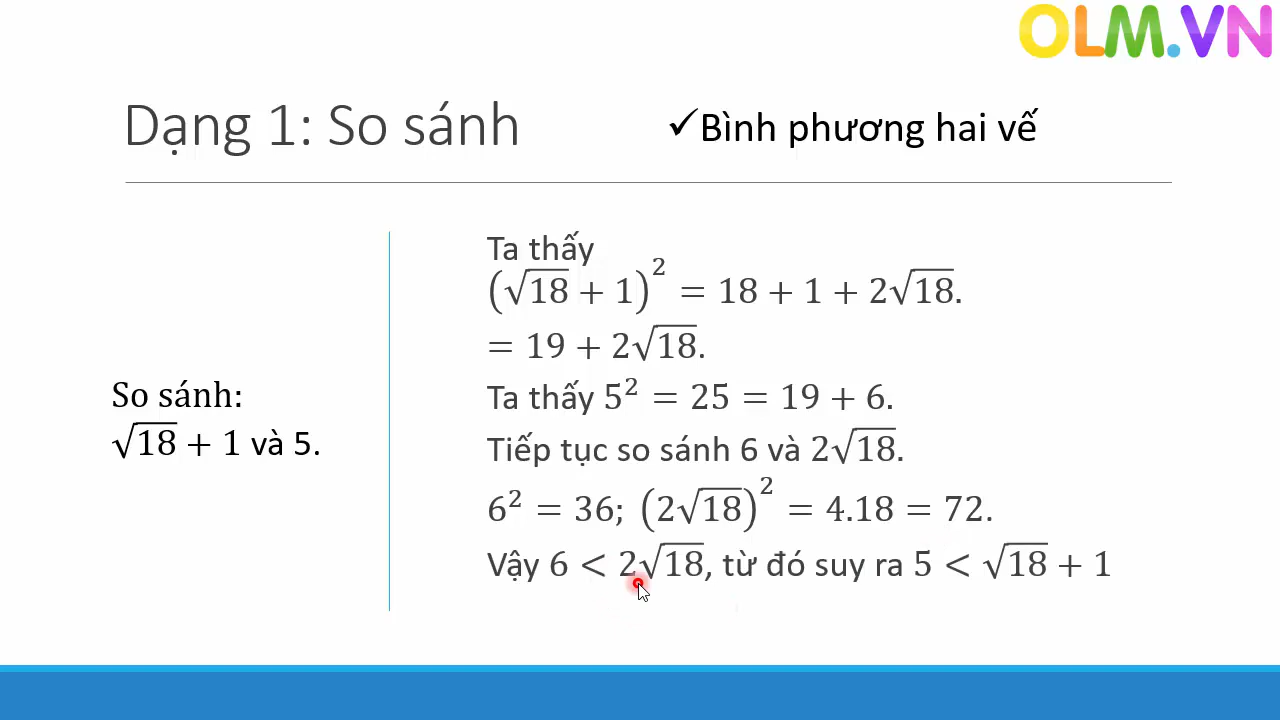 OLM.VN
Dạng 1: So sánh
✓Bình phương hai vế
So sánh:
√18 + 1 và 5.
Ta thấy
(√18 + 1)² = 18 + 1 + 2√18.
= 19 + 2√18.
Ta thấy 5² = 25 = 19 + 6.
Tiếp tục so sánh 6 và 2√18.
6² = 36; (2√18)² = 4.18 = 72.
Vậy 6 < 2√18, từ đó suy ra 5 < √18 + 1